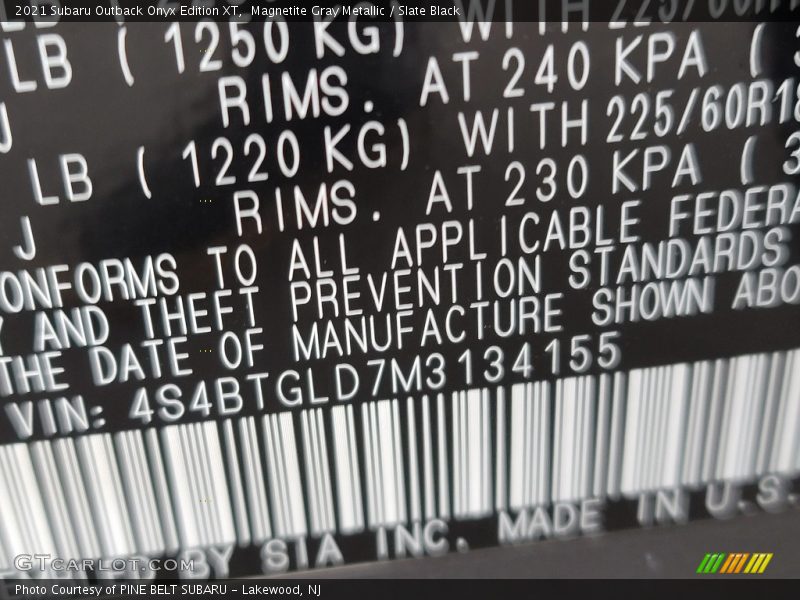 2021 Subaru Outback Onyx Edition XT, Magnetite Gray Metallic / Slate Black
LB ( 1250 KG) WITH 225/60R18
J RIMS. AT 240 KPA (
LB ( 1220 KG) WITH 225/60R18
J RIMS. AT 230 KPA ( 3
CONFORMS TO ALL APPLICABLE FEDERA
Y AND THEFT PREVENTION STANDARDS
THE DATE OF MANUFACTURE SHOWN ABO
VIN: 4S4BTGLD7M3134155
BY SIA INC. MADE IN U.S.
GTcarlot.com
Photo Courtesy of PINE BELT SUBARU – Lakewood, NJ